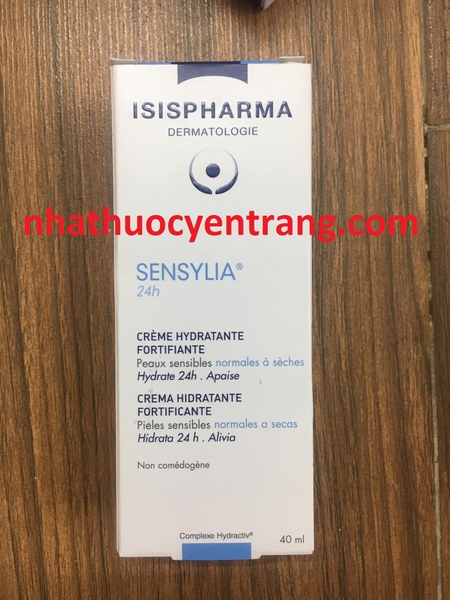 ISISPHARMA
DERMATOLOGIE
nhathuocyentrang.com
SENSYLIA®
24h
CRÈME HYDRATANTE
FORTIFIANTE
Peaux sensibles normales à sèches
Hydrate 24h . Apaise
CREMA HIDRATANTE
FORTIFICANTE
Pieles sensibles normales a secas
Hidrata 24 h . Alivia
Non comèdogène
Complexe Hydractiv®
40 ml